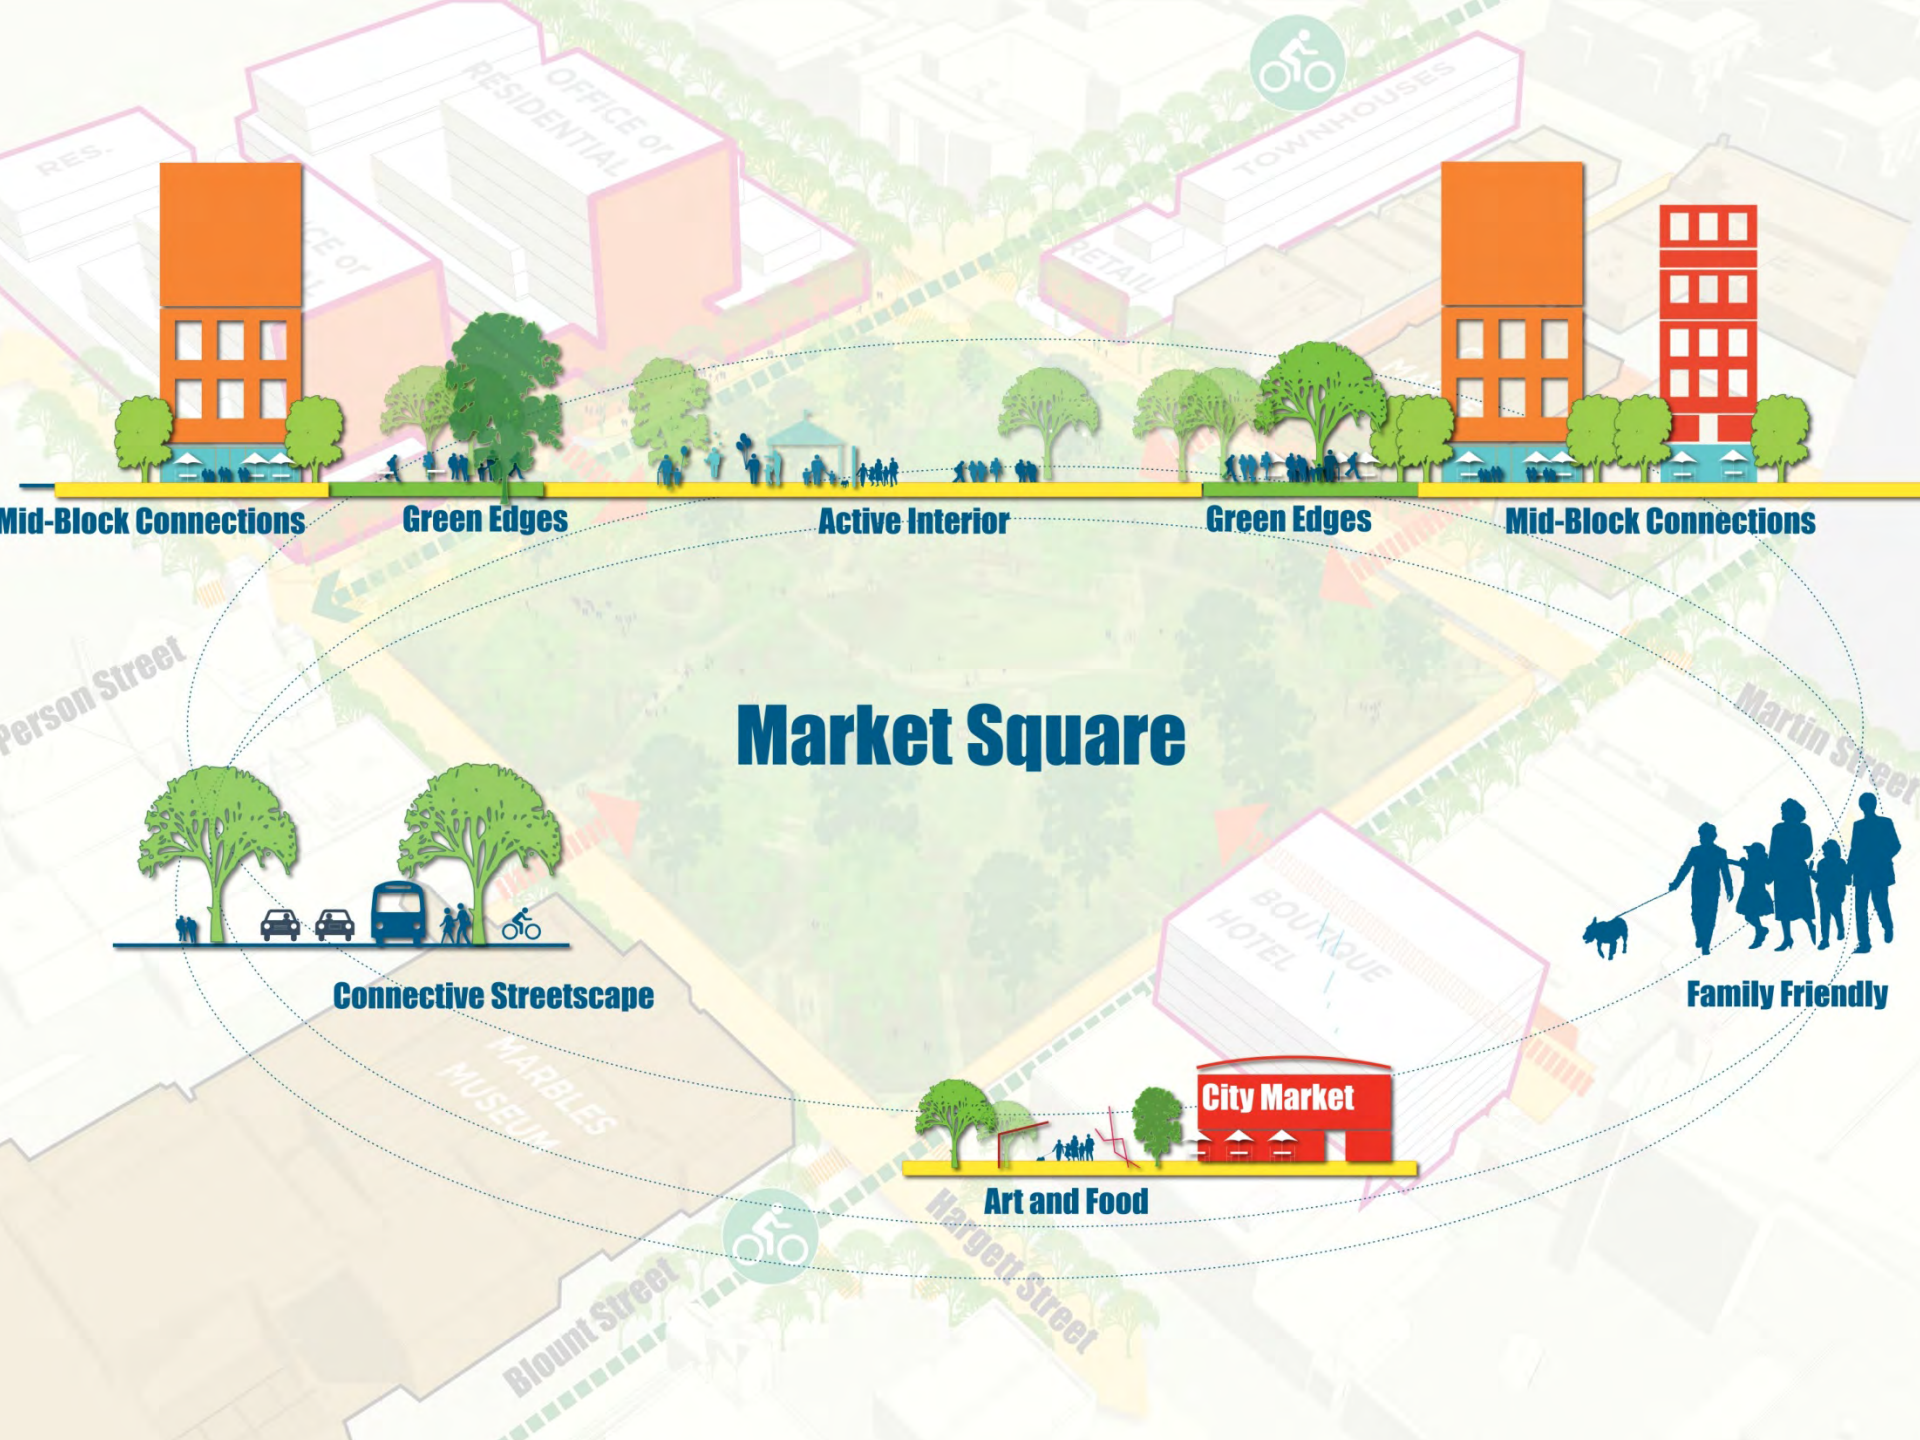 RES.
OFFICE or
RESIDENTIAL
TOWNHOUSES
RETAIL
Mid-Block Connections
Green Edges
Active Interior
Green Edges
Mid-Block Connections
Person Street
Martin Street
Market Square
BOUTIQUE
HOTEL
Connective Streetscape
Family Friendly
MARBLES
MUSEUM
City Market
Art and Food
Hargett Street
Blount Street